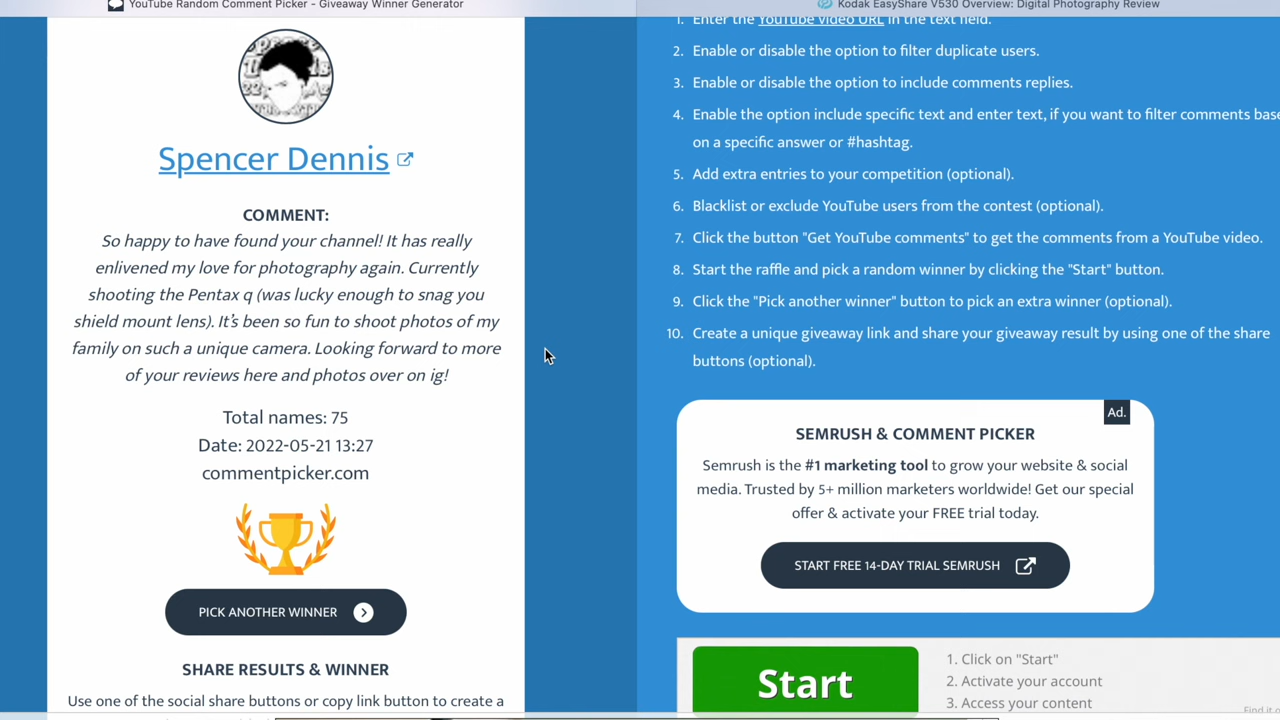 YouTube Random Comment Picker - Giveaway Winner Generator
Kodak EasyShare V530 Overview: Digital Photography Review
Spencer Dennis
COMMENT:
So happy to have found your channel! It has really
enlivened my love for photography again. Currently
shooting the Pentax q (was lucky enough to snag you
shield mount lens). It's been so fun to shoot photos of my
family on such a unique camera. Looking forward to more
of your reviews here and photos over on ig!
Total names: 75
Date: 2022-05-21 13:27
commentpicker.com
PICK ANOTHER WINNER
SHARE RESULTS & WINNER
Use one of the social share buttons or copy link button to create a
1. Enter the YouTube video URL in the text field.
2. Enable or disable the option to filter duplicate users.
3. Enable or disable the option to include comments replies.
4. Enable the option include specific text and enter text, if you want to filter comments base
on a specific answer or #hashtag.
5. Add extra entries to your competition (optional).
6. Blacklist or exclude YouTube users from the contest (optional).
7. Click the button "Get YouTube comments" to get the comments from a YouTube video.
8. Start the raffle and pick a random winner by clicking the "Start" button.
9. Click the "Pick another winner" button to pick an extra winner (optional).
10. Create a unique giveaway link and share your giveaway result by using one of the share
buttons (optional).
Ad.
SEMRUSH & COMMENT PICKER
Semrush is the #1 marketing tool to grow your website & social
media. Trusted by 5+ million marketers worldwide! Get our special
offer & activate your FREE trial today.
START FREE 14-DAY TRIAL SEMRUSH
Start
1. Click on "Start"
2. Activate your account
3. Access your content
Find it o